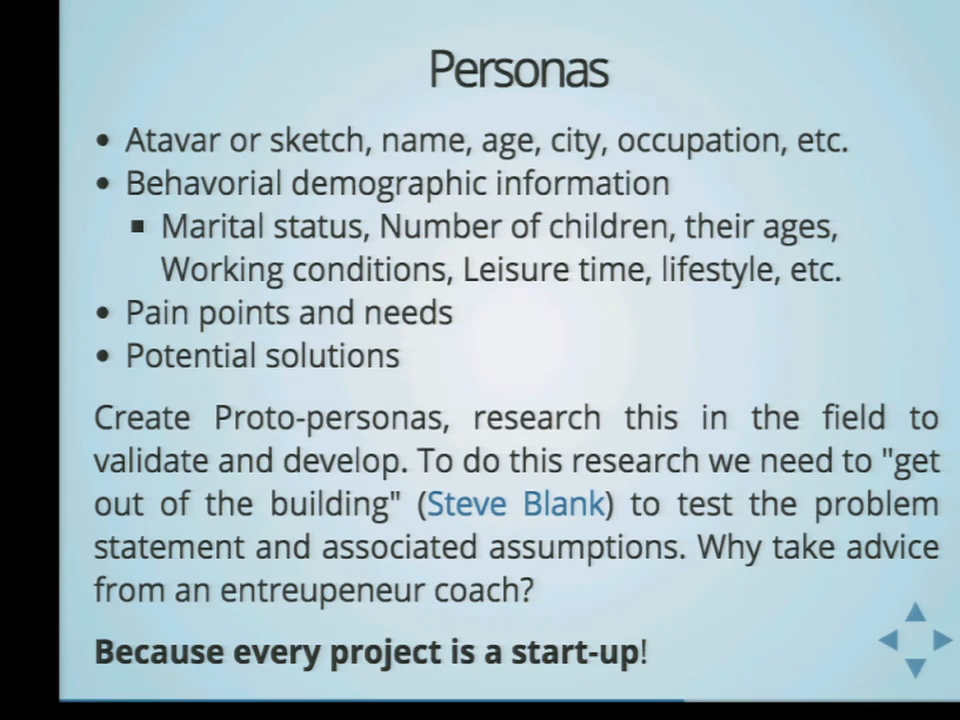 Personas
• Atavar or sketch, name, age, city, occupation, etc.
• Behavorial demographic information
▪ Marital status, Number of children, their ages,
Working conditions, Leisure time, lifestyle, etc.
• Pain points and needs
• Potential solutions
Create Proto-personas, research this in the field to
validate and develop. To do this research we need to "get
out of the building" (Steve Blank) to test the problem
statement and associated assumptions. Why take advice
from an entreupeneur coach?
Because every project is a start-up!